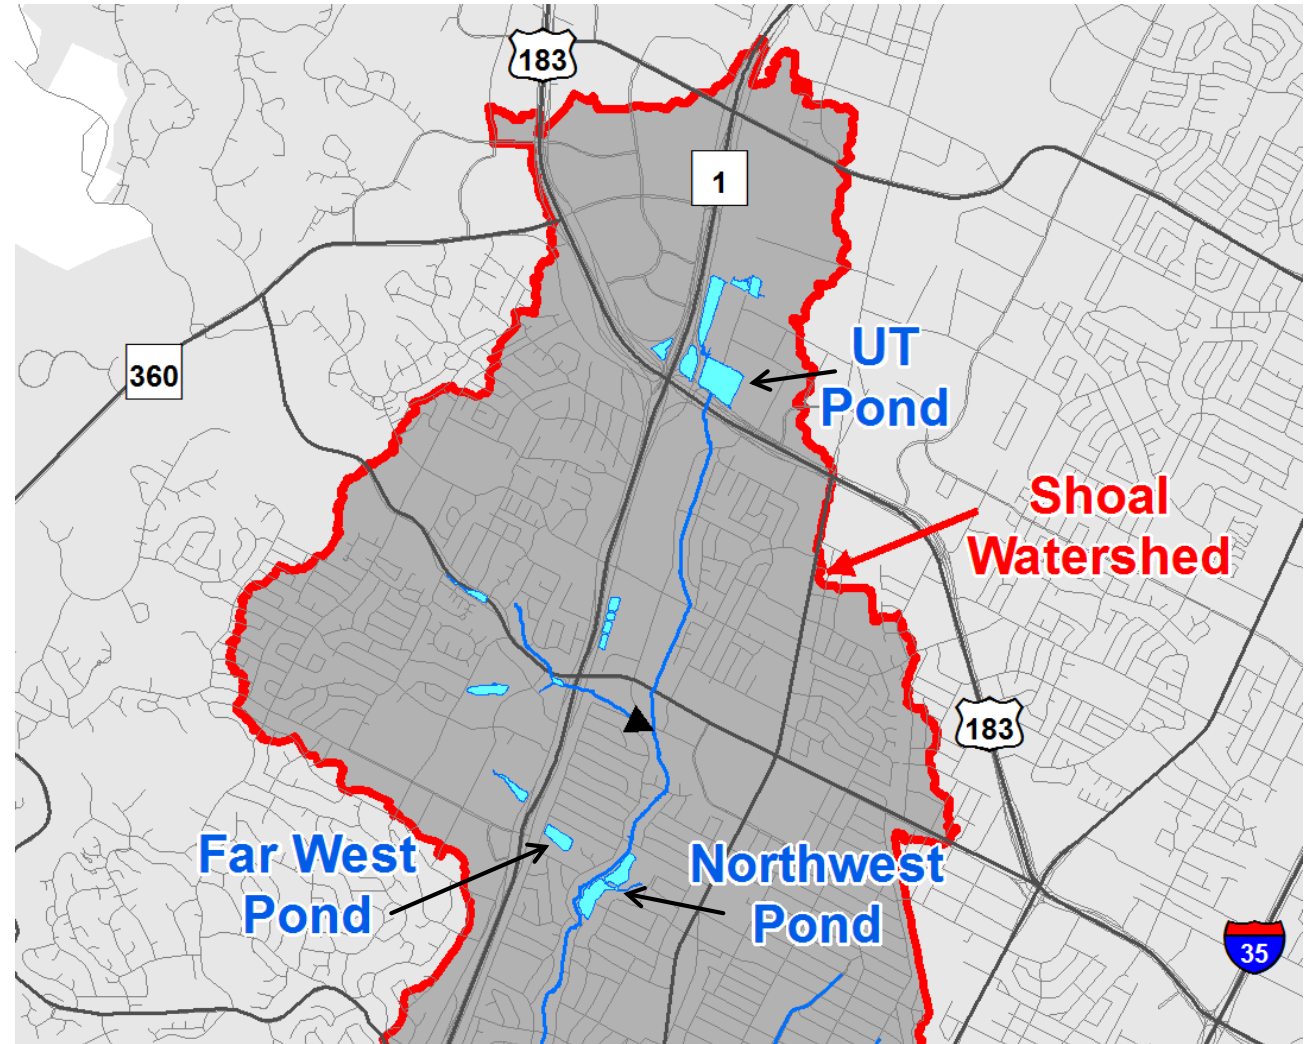 183
1
UT
Pond
360
Shoal
Watershed
183
Far West
Pond
Northwest
Pond
35